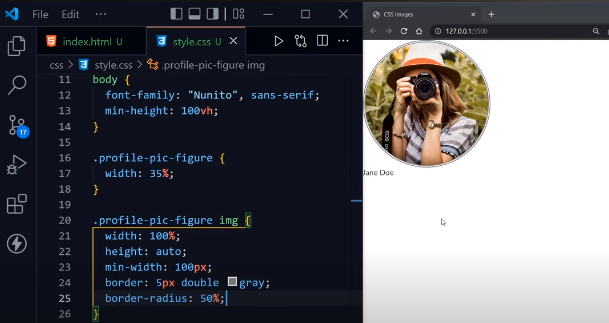 File Edit ...
index.html U
style.css U
css > style.css > .profile-pic-figure img
11 body {
12 font-family: "Nunito", sans-serif;
13 min-height: 100vh;
14 }
15
16 .profile-pic-figure {
17 width: 35%;
18 }
19
20 .profile-pic-figure img {
21 width: 100%;
22 height: auto;
23 min-width: 100px;
24 border: 5px double gray;
25 border-radius: 50%;
26 }
17
CSS Images
127.0.0.1:5500
Jane Doe